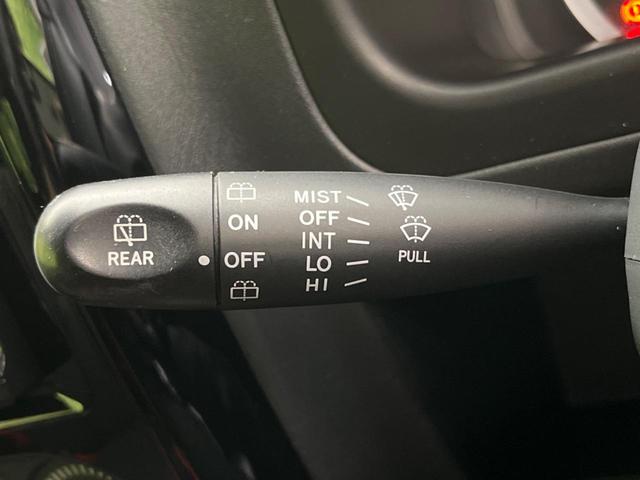 REAR
ON
OFF
MIST
OFF
INT
LO
HI
PULL